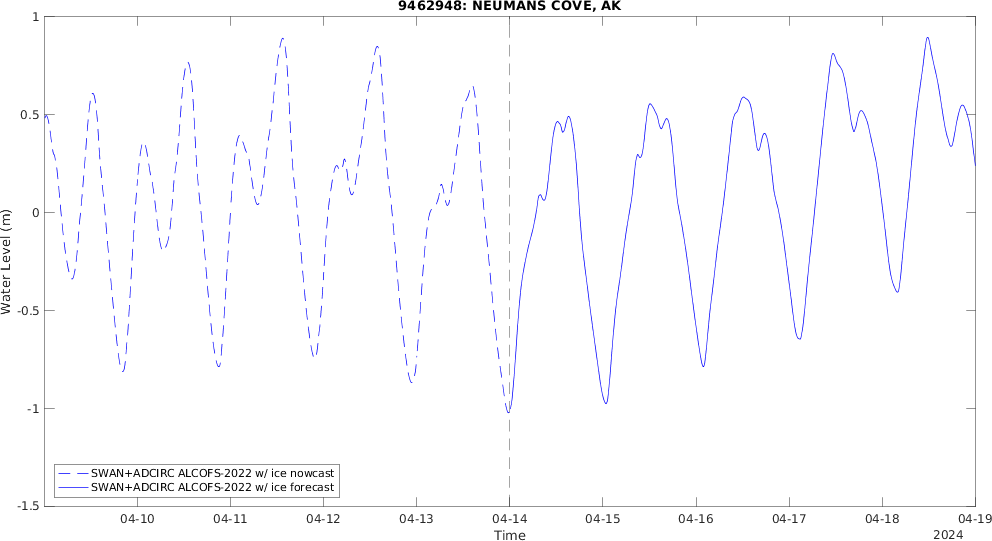 9462948: NEUMANS COVE, AK
Water Level (m)
1
0.5
0
-0.5
-1
-1.5
SWAN+ADCIRC ALCOFS-2022 w/ ice nowcast
SWAN+ADCIRC ALCOFS-2022 w/ ice forecast
04-10 04-11 04-12 04-13 04-14 04-15 04-16 04-17 04-18 04-19
Time
2024